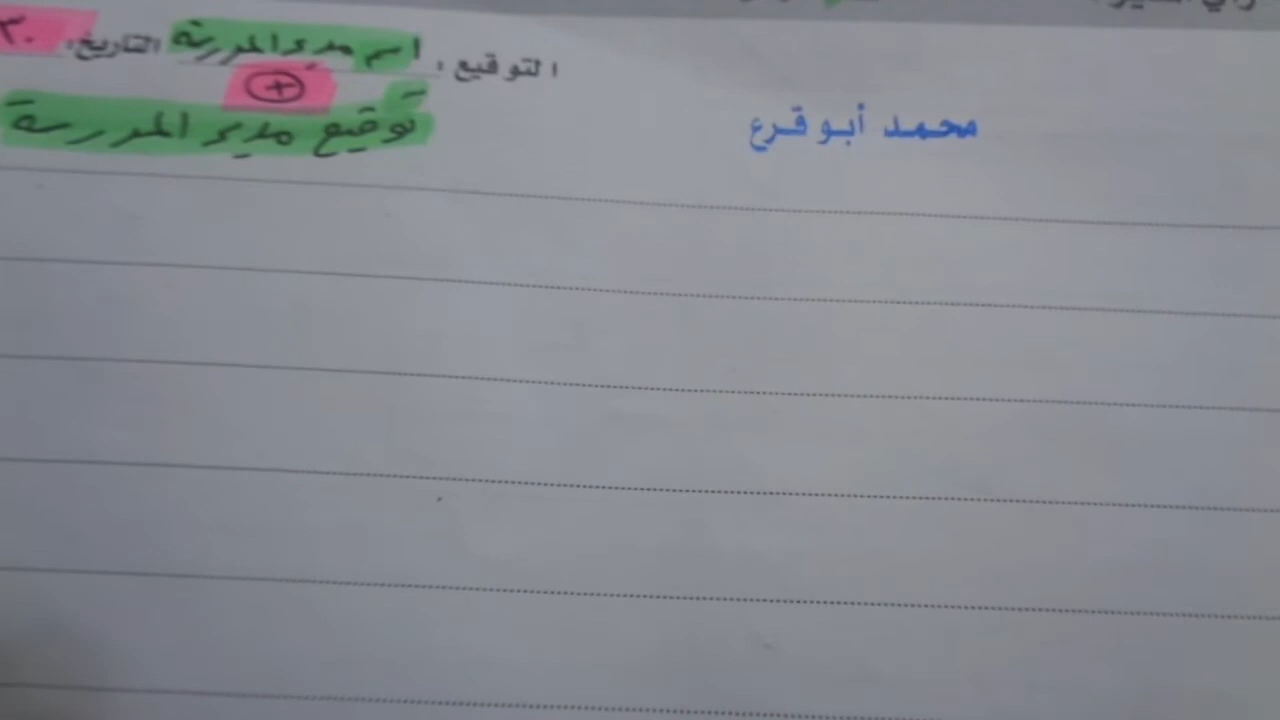 التوقيع: اسم مدير المدرسة التاريخ: ٣٠
+
توقيع مدير المدرسة
محمد أبو قرع